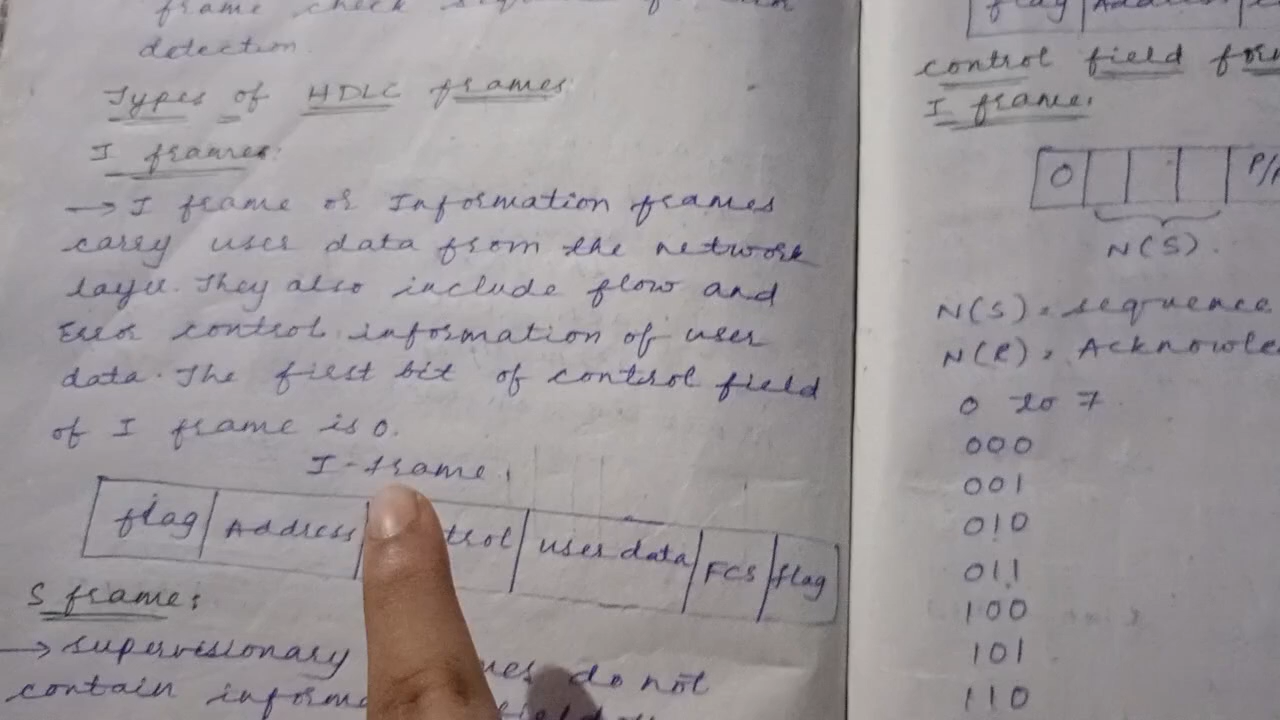 frame check
detection.
Types of HDLC frames:
I frames:
→ I frame or Information frames
carry user data from the network
layer. They also include flow and
Error control information of user
data. The first bit of control field
of I frame is 0.
I-frame.
flag Address user data FCS flag
S frame:
→ supervisionary do not
contain
flag
control field
I frame.
0
N(S).
N(S) = sequence
N(R) =
0 to 7
000
001
010
011
100
101
110